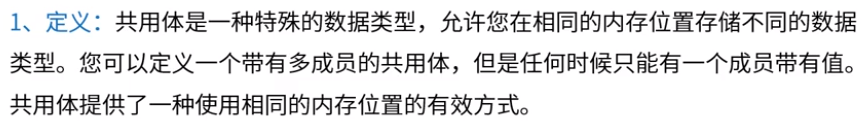 1、定义：共用体是一种特殊的数据类型，允许您在相同的内存位置存储不同的数据
类型。您可以定义一个带有多成员的共用体，但是任何时候只能有一个成员带有值。
共用体提供了一种使用相同的内存位置的有效方式。